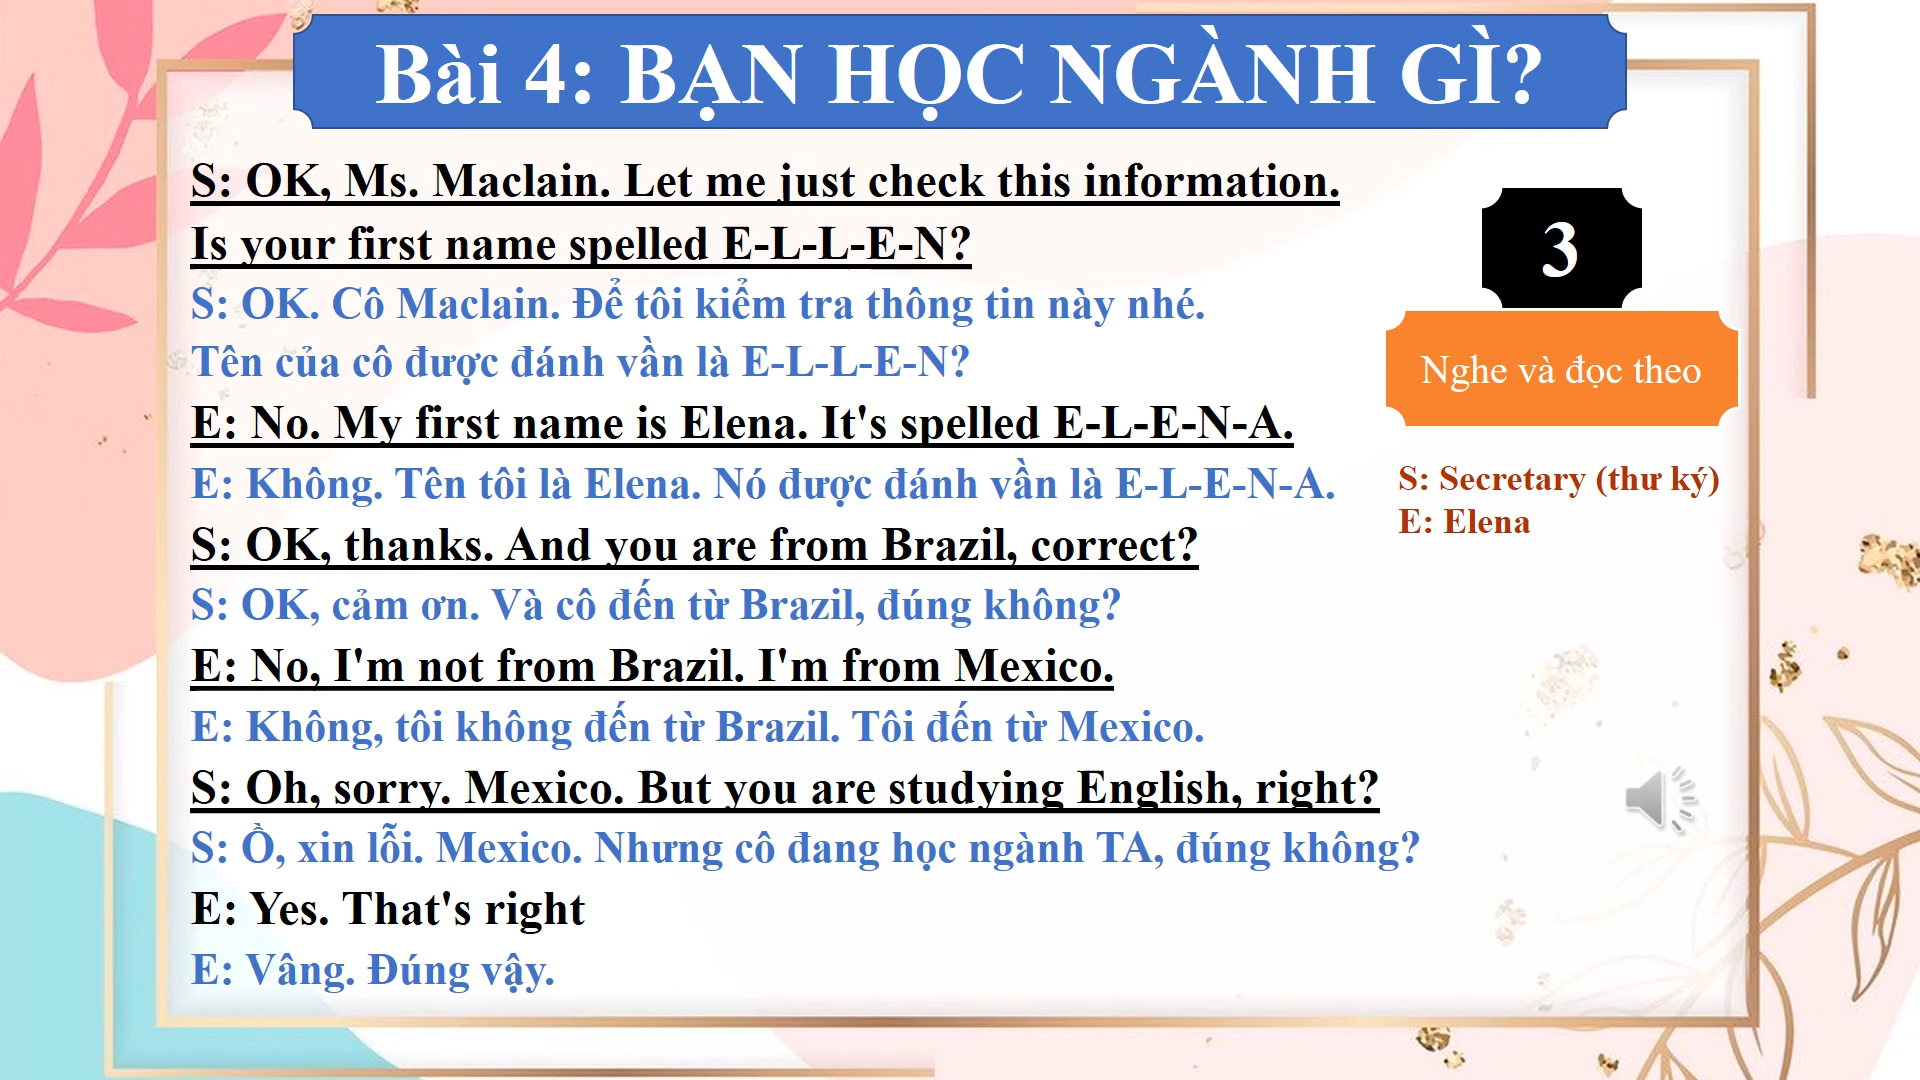 Bài 4: BẠN HỌC NGÀNH GÌ?
S: OK, Ms. Maclain. Let me just check this information.
Is your first name spelled E-L-L-E-N?
S: OK. Cô Maclain. Để tôi kiểm tra thông tin này nhé.
Tên của cô được đánh vần là E-L-L-E-N?
E: No. My first name is Elena. It's spelled E-L-E-N-A.
E: Không. Tên tôi là Elena. Nó được đánh vần là E-L-E-N-A.
S: OK, thanks. And you are from Brazil, correct?
S: OK, cảm ơn. Và cô đến từ Brazil, đúng không?
E: No, I'm not from Brazil. I'm from Mexico.
E: Không, tôi không đến từ Brazil. Tôi đến từ Mexico.
S: Oh, sorry. Mexico. But you are studying English, right?
S: Ồ, xin lỗi. Mexico. Nhưng cô đang học ngành TA, đúng không?
E: Yes. That's right
E: Vâng. Đúng vậy.
3
Nghe và đọc theo
S: Secretary (thư ký)
E: Elena